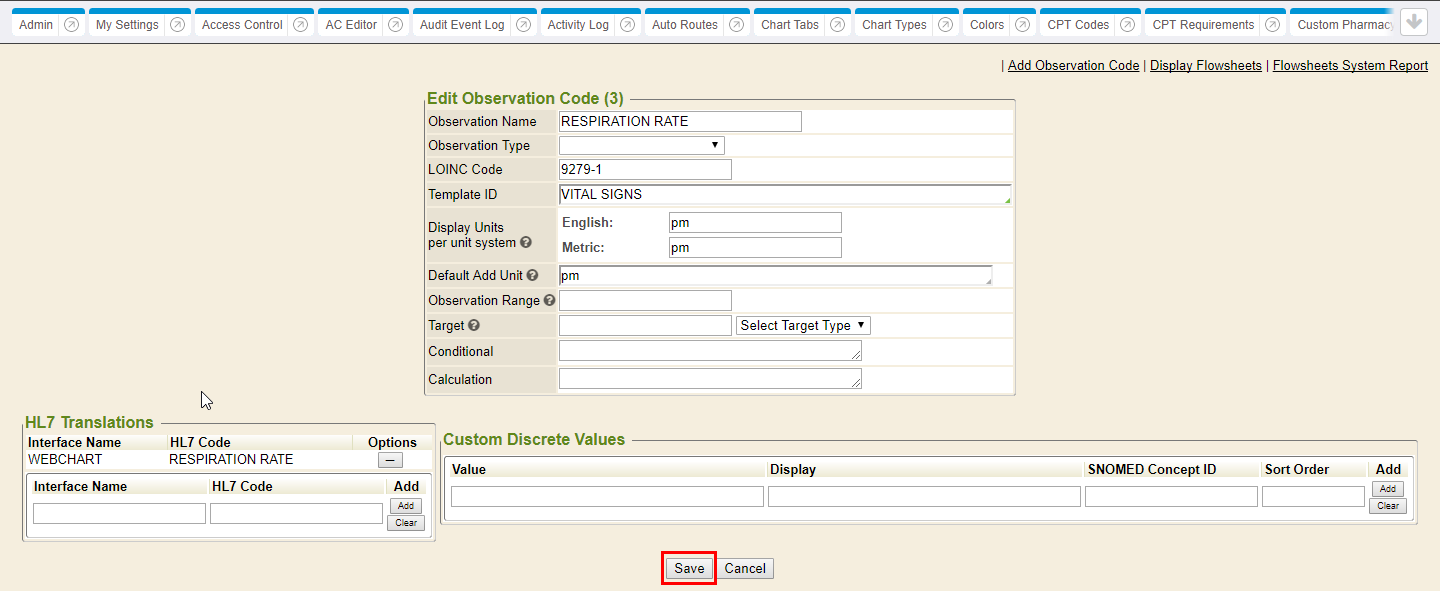 Admin My Settings Access Control AC Editor Audit Event Log Activity Log Auto Routes Chart Tabs Chart Types Colors CPT Codes CPT Requirements Custom Pharmac
| Add Observation Code | Display Flowsheets | Flowsheets System Report
Edit Observation Code (3)
Observation Name RESPIRATION RATE
Observation Type
LOINC Code 9279-1
Template ID VITAL SIGNS
Display Units
per unit system ?
English: pm
Metric: pm
Default Add Unit ? pm
Observation Range ?
Target ? Select Target Type
Conditional
Calculation
HL7 Translations
Interface Name HL7 Code Options
WEBCHART RESPIRATION RATE
Interface Name HL7 Code Add
Add
Clear
Custom Discrete Values
Value Display SNOMED Concept ID Sort Order Add
Add
Clear
Save Cancel